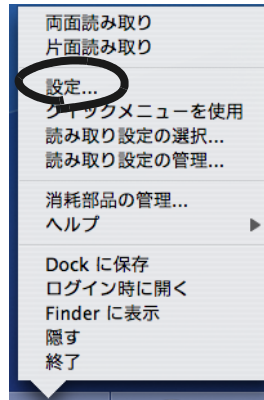 両面読み取り
片面読み取り
設定...
クイックメニューを使用
読み取り設定の選択...
読み取り設定の管理...
消耗部品の管理...
ヘルプ
Dock に保存
ログイン時に開く
Finder に表示
隠す
終了